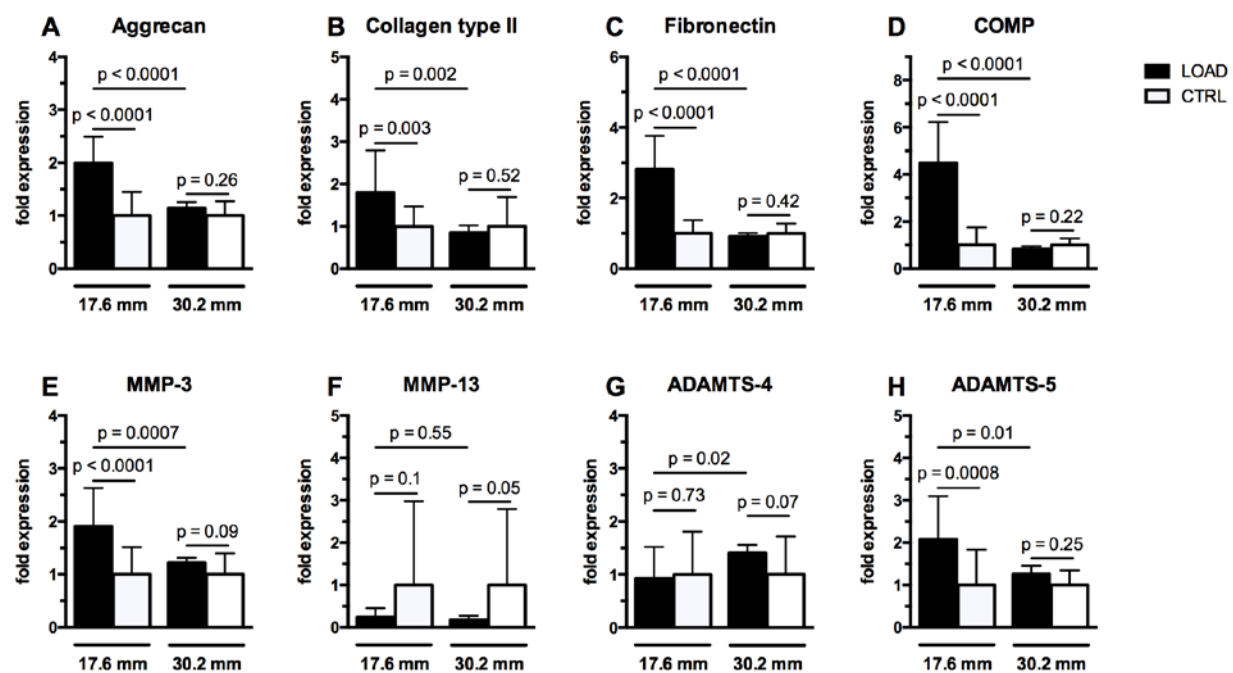 A Aggrecan
4
3
2
1
0
fold expression
p < 0.0001
p < 0.0001
p = 0.26
17.6 mm 30.2 mm
B Collagen type II
5
4
3
2
1
0
fold expression
p = 0.002
p = 0.003
p = 0.52
17.6 mm 30.2 mm
C Fibronectin
6
4
2
0
fold expression
p < 0.0001
p < 0.0001
p = 0.42
17.6 mm 30.2 mm
D COMP
8
6
4
2
0
fold expression
p < 0.0001
p < 0.0001
p = 0.22
17.6 mm 30.2 mm
LOAD
CTRL
E MMP-3
4
3
2
1
0
fold expression
p = 0.0007
p < 0.0001
p = 0.09
17.6 mm 30.2 mm
F MMP-13
5
4
3
2
1
0
fold expression
p = 0.55
p = 0.1
p = 0.05
17.6 mm 30.2 mm
G ADAMTS-4
4
3
2
1
0
fold expression
p = 0.02
p = 0.73
p = 0.07
17.6 mm 30.2 mm
H ADAMTS-5
5
4
3
2
1
0
fold expression
p = 0.01
p = 0.0008
p = 0.25
17.6 mm 30.2 mm